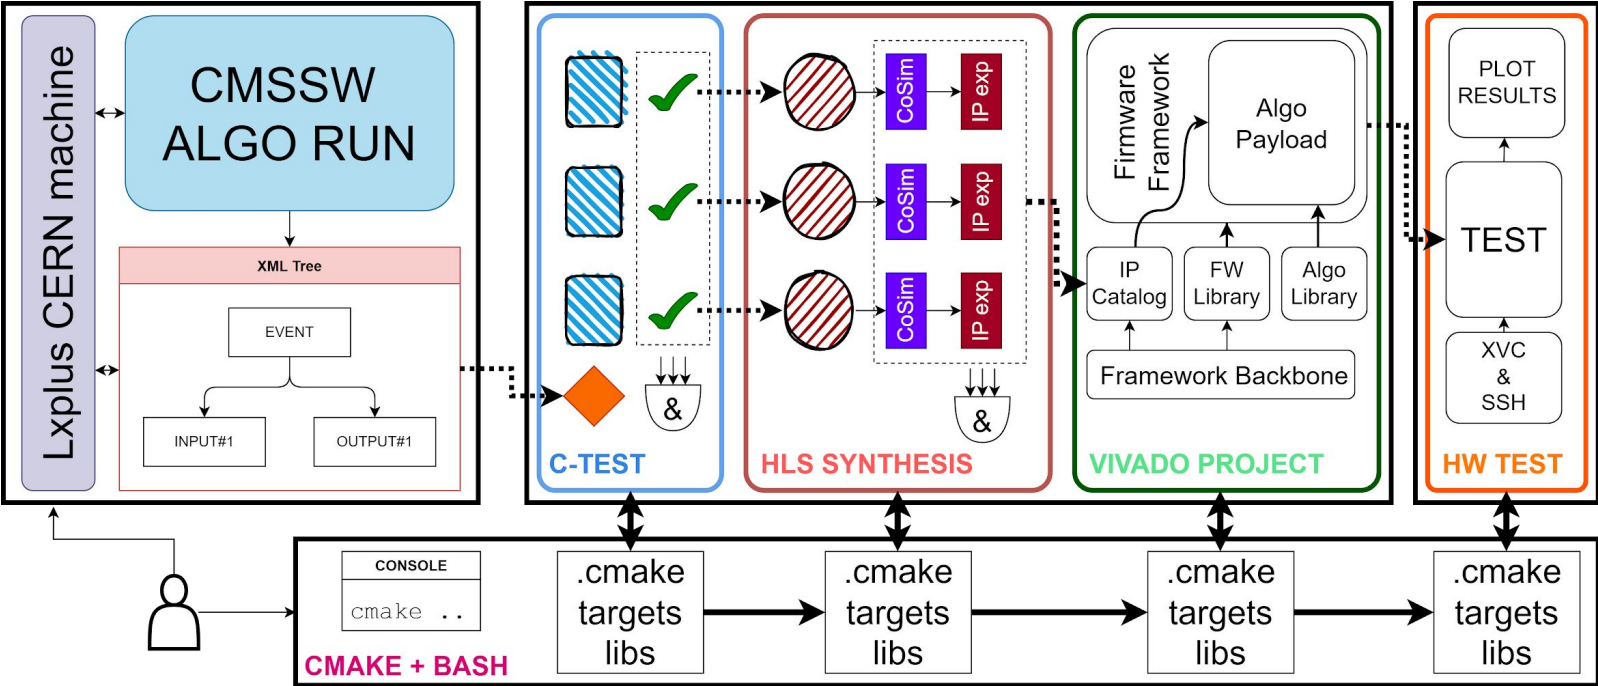 Lxplus CERN machine
CMSSW
ALGO RUN
XML Tree
EVENT
INPUT#1
OUTPUT#1
&
C-TEST
CoSim
IP exp
CoSim
IP exp
CoSim
IP exp
&
HLS SYNTHESIS
Firmware
Framework
Algo
Payload
IP
Catalog
FW
Library
Algo
Library
Framework Backbone
VIVADO PROJECT
PLOT
RESULTS
TEST
XVC
&
SSH
HW TEST
CONSOLE
cmake ..
CMAKE + BASH
.cmake
targets
libs
.cmake
targets
libs
.cmake
targets
libs
.cmake
targets
libs